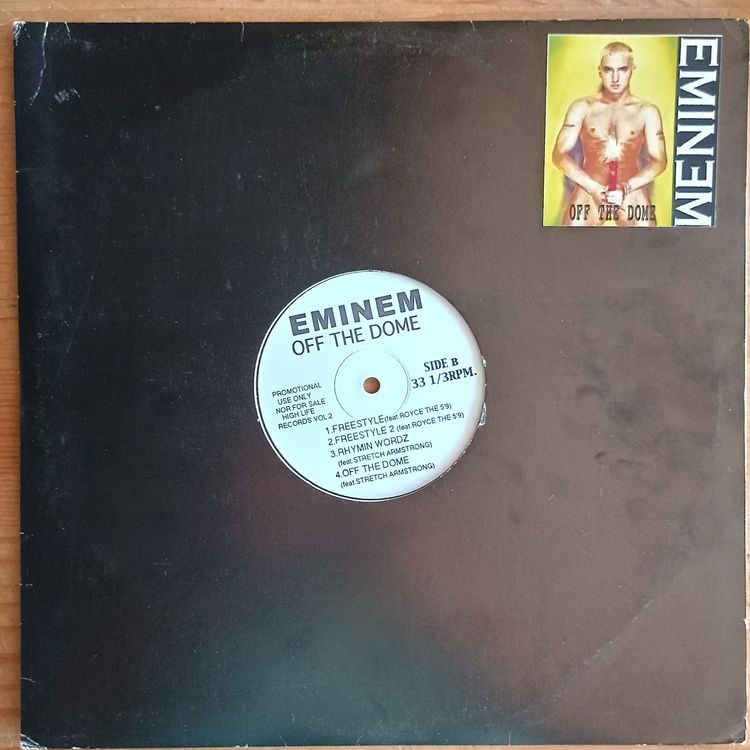 EMINƎM
OFF THE DOME
EMINEM
OFF THE DOME
SIDE B
33 1/3RPM.
PROMOTIONAL
USE ONLY
NOR FOR SALE
HIGH LIFE
RECORDS VOL.2
1.FREESTYLE(feat.ROYCE THE 5'9)
2.FREESTYLE 2 (feat.ROYCE THE 5'9)
3.RHYMIN WORDZ
(feat.STRETCH ARMSTRONG)
4.OFF THE DOME
(feat.STRETCH ARMSTRONG)